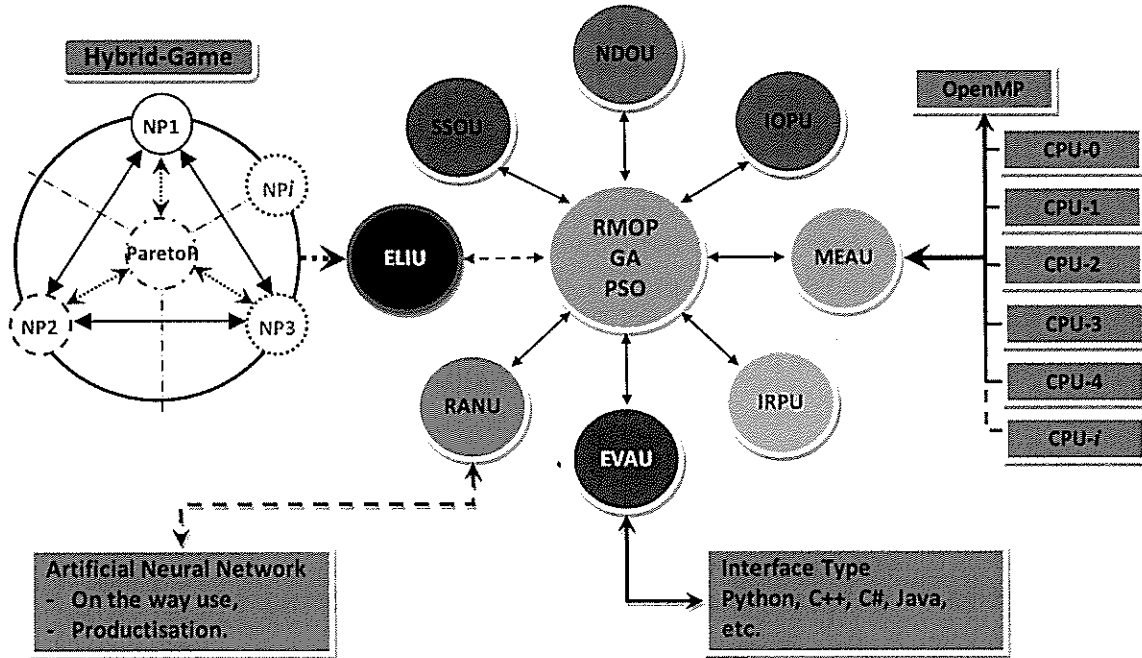 Hybrid-Game
NP1
NPi
Pareto
NP2
NP3
SSOU
NDOU
IOPU
ELIU
RMOP
GA
PSO
MEAU
RANU
EVAU
IRPU
OpenMP
CPU-0
CPU-1
CPU-2
CPU-3
CPU-4
CPU-i
Artificial Neural Network
- On the way use,
- Productisation.
Interface Type
Python, C++, C#, Java,
etc.